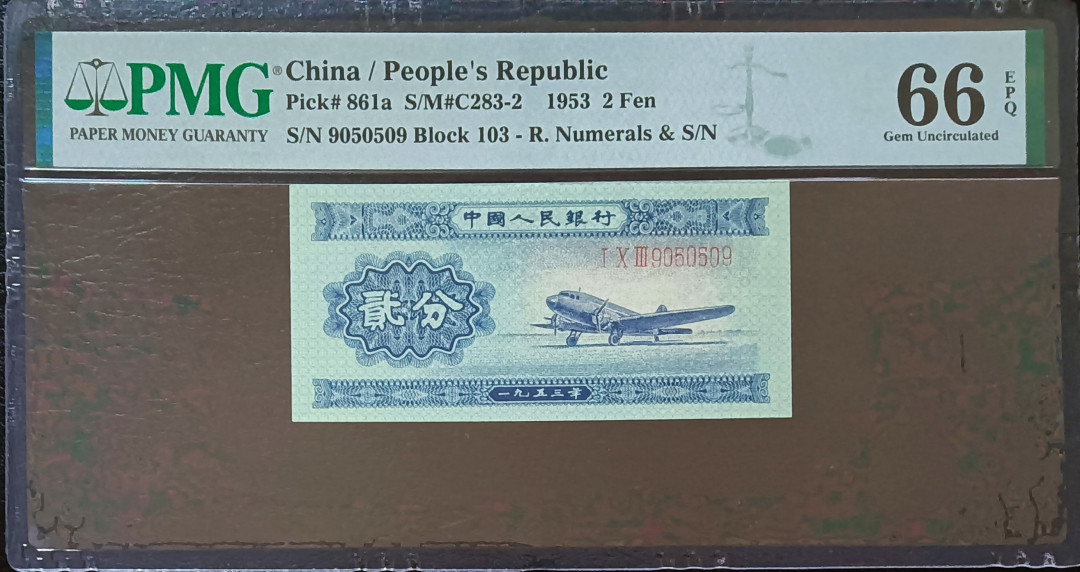 PMG® China / People's Republic
Pick# 861a S/M#C283-2 1953 2 Fen
PAPER MONEY GUARANTY
S/N 9050509 Block 103 - R. Numerals & S/N
66 EPQ
Gem Uncirculated
中國人民銀行
I X III 9050509
貳分
一九五三年